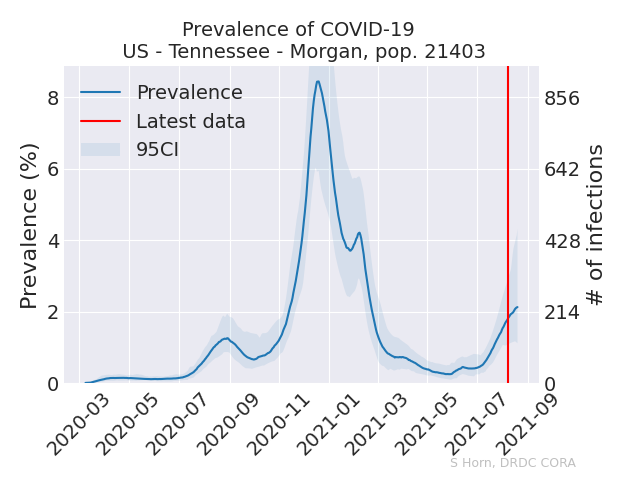 Prevalence of COVID-19
US - Tennessee - Morgan, pop. 21403
Prevalence
Latest data
95CI
Prevalence (%)
8
6
4
2
0
# of infections
856
642
428
214
0
2020-03
2020-05
2020-07
2020-09
2020-11
2021-01
2021-03
2021-05
2021-07
2021-09
S Horn, DRDC CORA